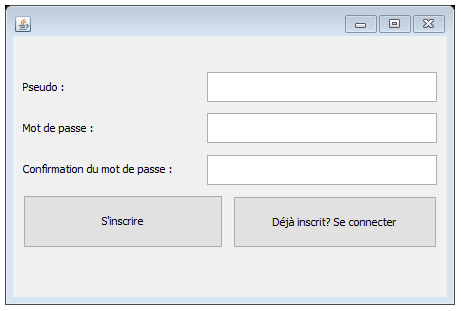 Pseudo :
Mot de passe :
Confirmation du mot de passe :
S'inscrire
Déjà inscrit? Se connecter